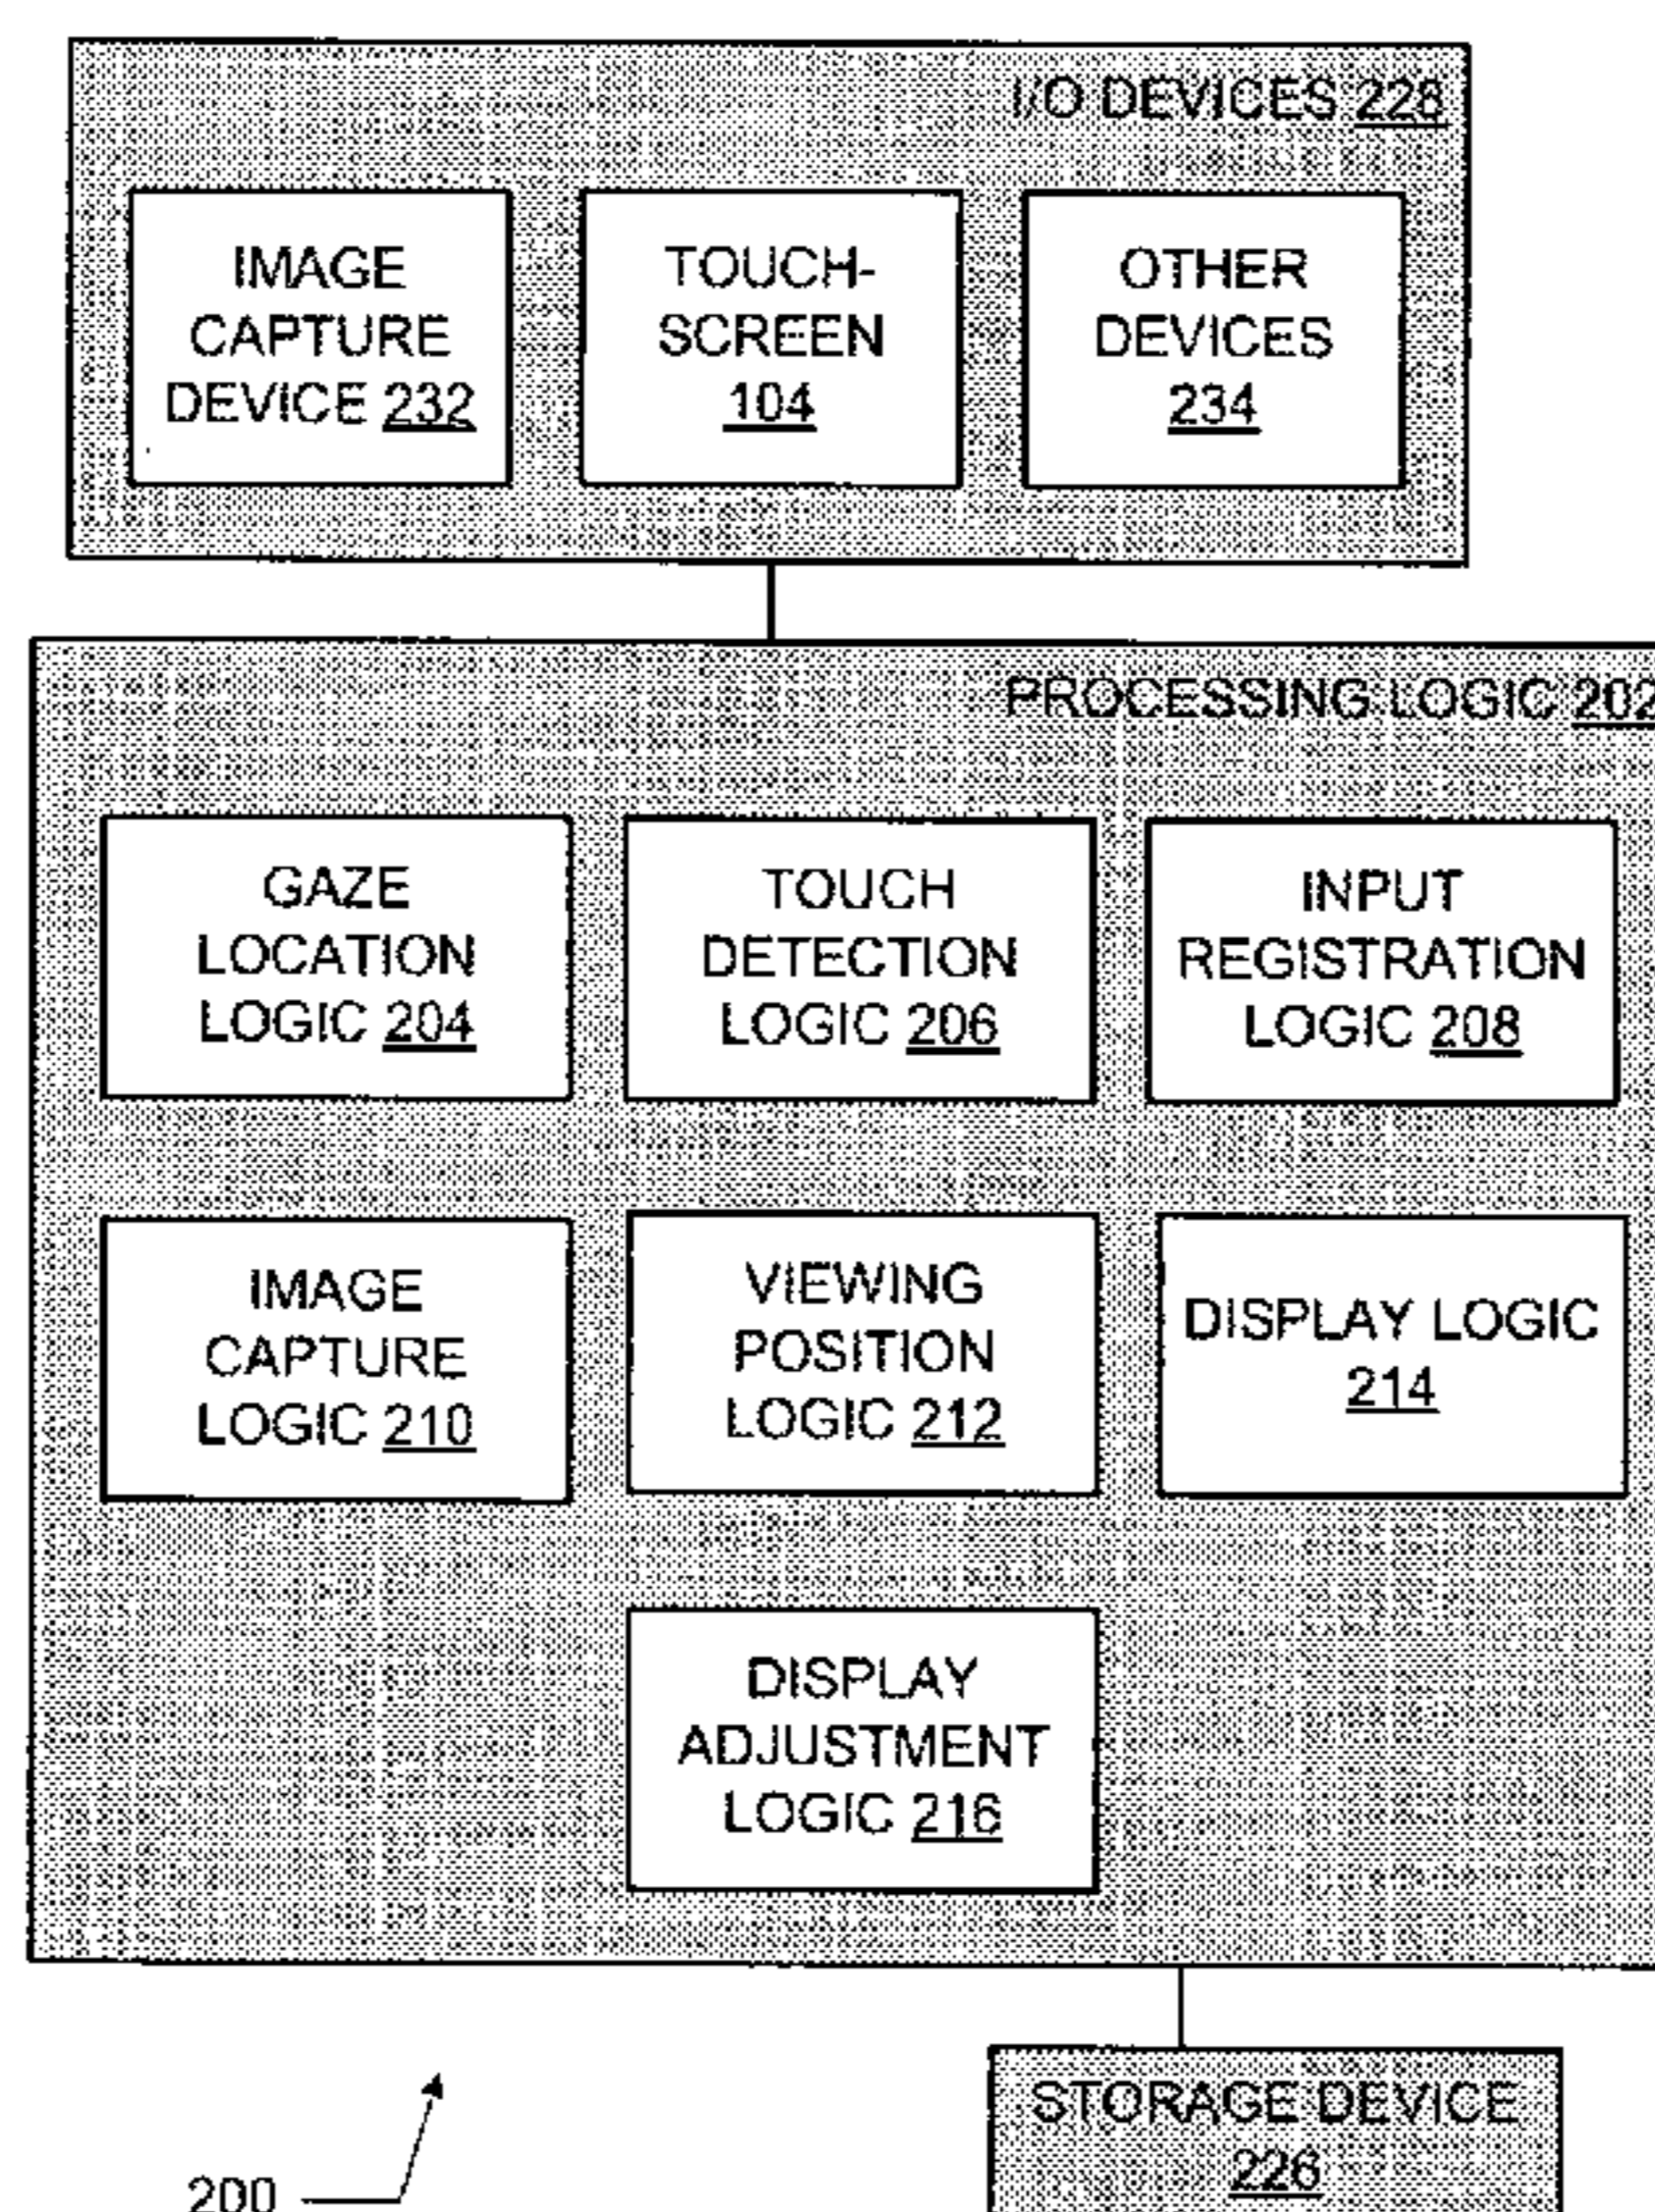 I/O DEVICES 228
IMAGE
CAPTURE
DEVICE 232
TOUCH-
SCREEN
104
OTHER
DEVICES
234
PROCESSING LOGIC 202
GAZE
LOCATION
LOGIC 204
TOUCH
DETECTION
LOGIC 206
INPUT
REGISTRATION
LOGIC 208
IMAGE
CAPTURE
LOGIC 210
VIEWING
POSITION
LOGIC 212
DISPLAY LOGIC
214
DISPLAY
ADJUSTMENT
LOGIC 216
STORAGE DEVICE
226
200